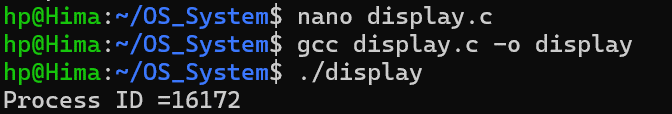 hp@Hima:~/OS_System$ nano display.c
hp@Hima:~/OS_System$ gcc display.c -o display
hp@Hima:~/OS_System$ ./display
Process ID =16172